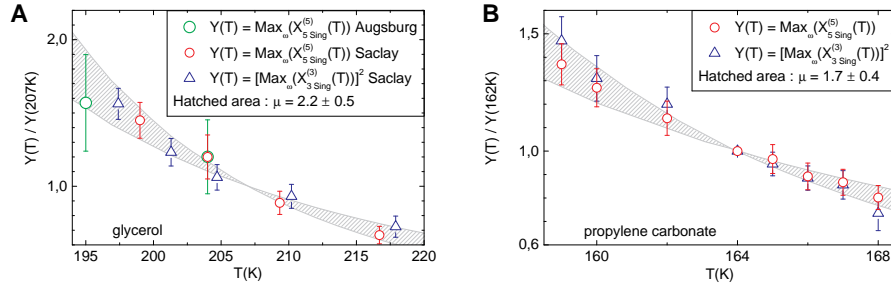 A
B
2,0
1,0
Y(T) / Y(207K)
Y(T) = Maxω(X5 Sing(5)(T)) Augsburg
Y(T) = Maxω(X5 Sing(5)(T)) Saclay
Y(T) = [Maxω(X3 Sing(3)(T))]² Saclay
Hatched area : μ = 2.2 ± 0.5
glycerol
195 200 205 210 215 220
T(K)
1,5
1,0
0,6
Y(T) / Y(162K)
Y(T) = Maxω(X5 Sing(5)(T))
Y(T) = [Maxω(X3 Sing(3)(T))]²
Hatched area : μ = 1.7 ± 0.4
propylene carbonate
160 164 168
T(K)